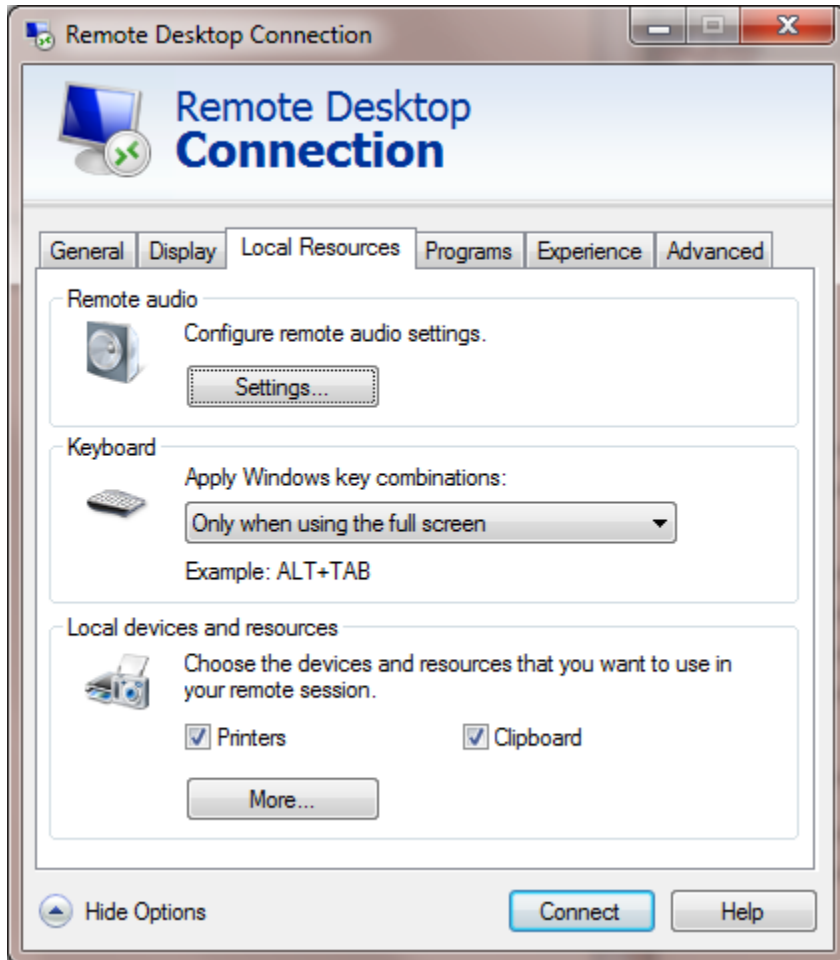 Remote Desktop Connection
Remote Desktop
Connection
General Display Local Resources Programs Experience Advanced
Remote audio
Configure remote audio settings.
Settings...
Keyboard
Apply Windows key combinations:
Only when using the full screen
Example: ALT+TAB
Local devices and resources
Choose the devices and resources that you want to use in
your remote session.
Printers Clipboard
More...
Hide Options Connect Help